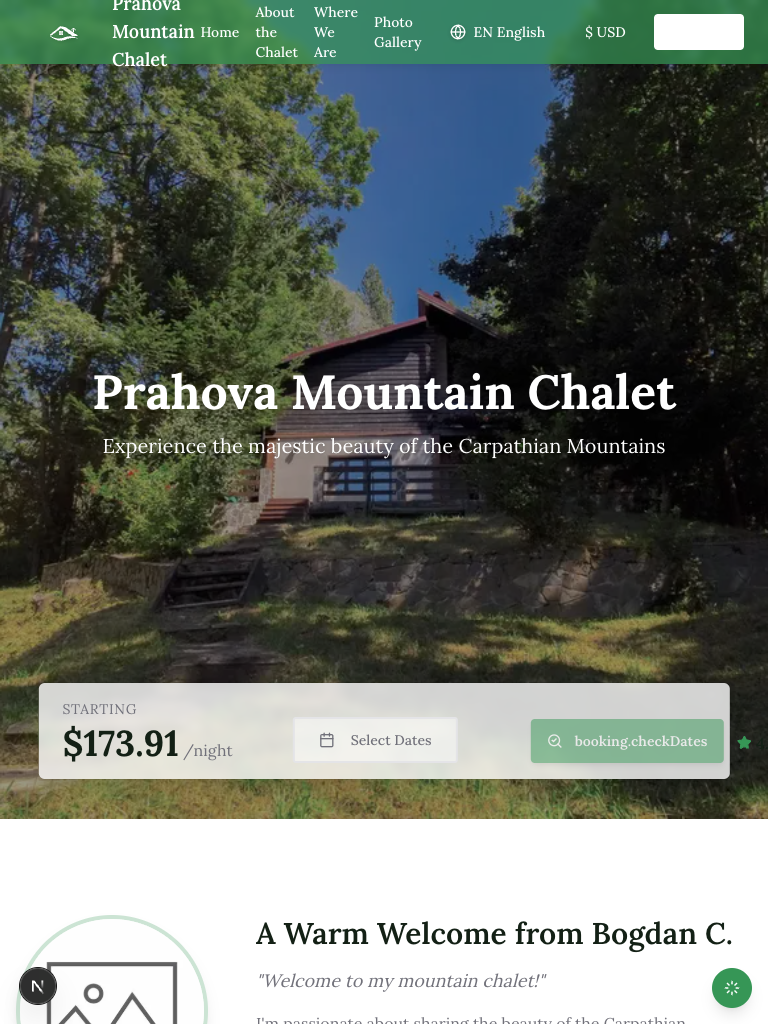 Prahova
Mountain
Chalet
Home
About
the
Chalet
Where
We
Are
Photo
Gallery
EN English
$ USD
Prahova Mountain Chalet
Experience the majestic beauty of the Carpathian Mountains
STARTING
$173.91 /night
Select Dates
booking.checkDates
A Warm Welcome from Bogdan C.
"Welcome to my mountain chalet!"
I'm passionate about sharing the beauty of the Carpathian
N